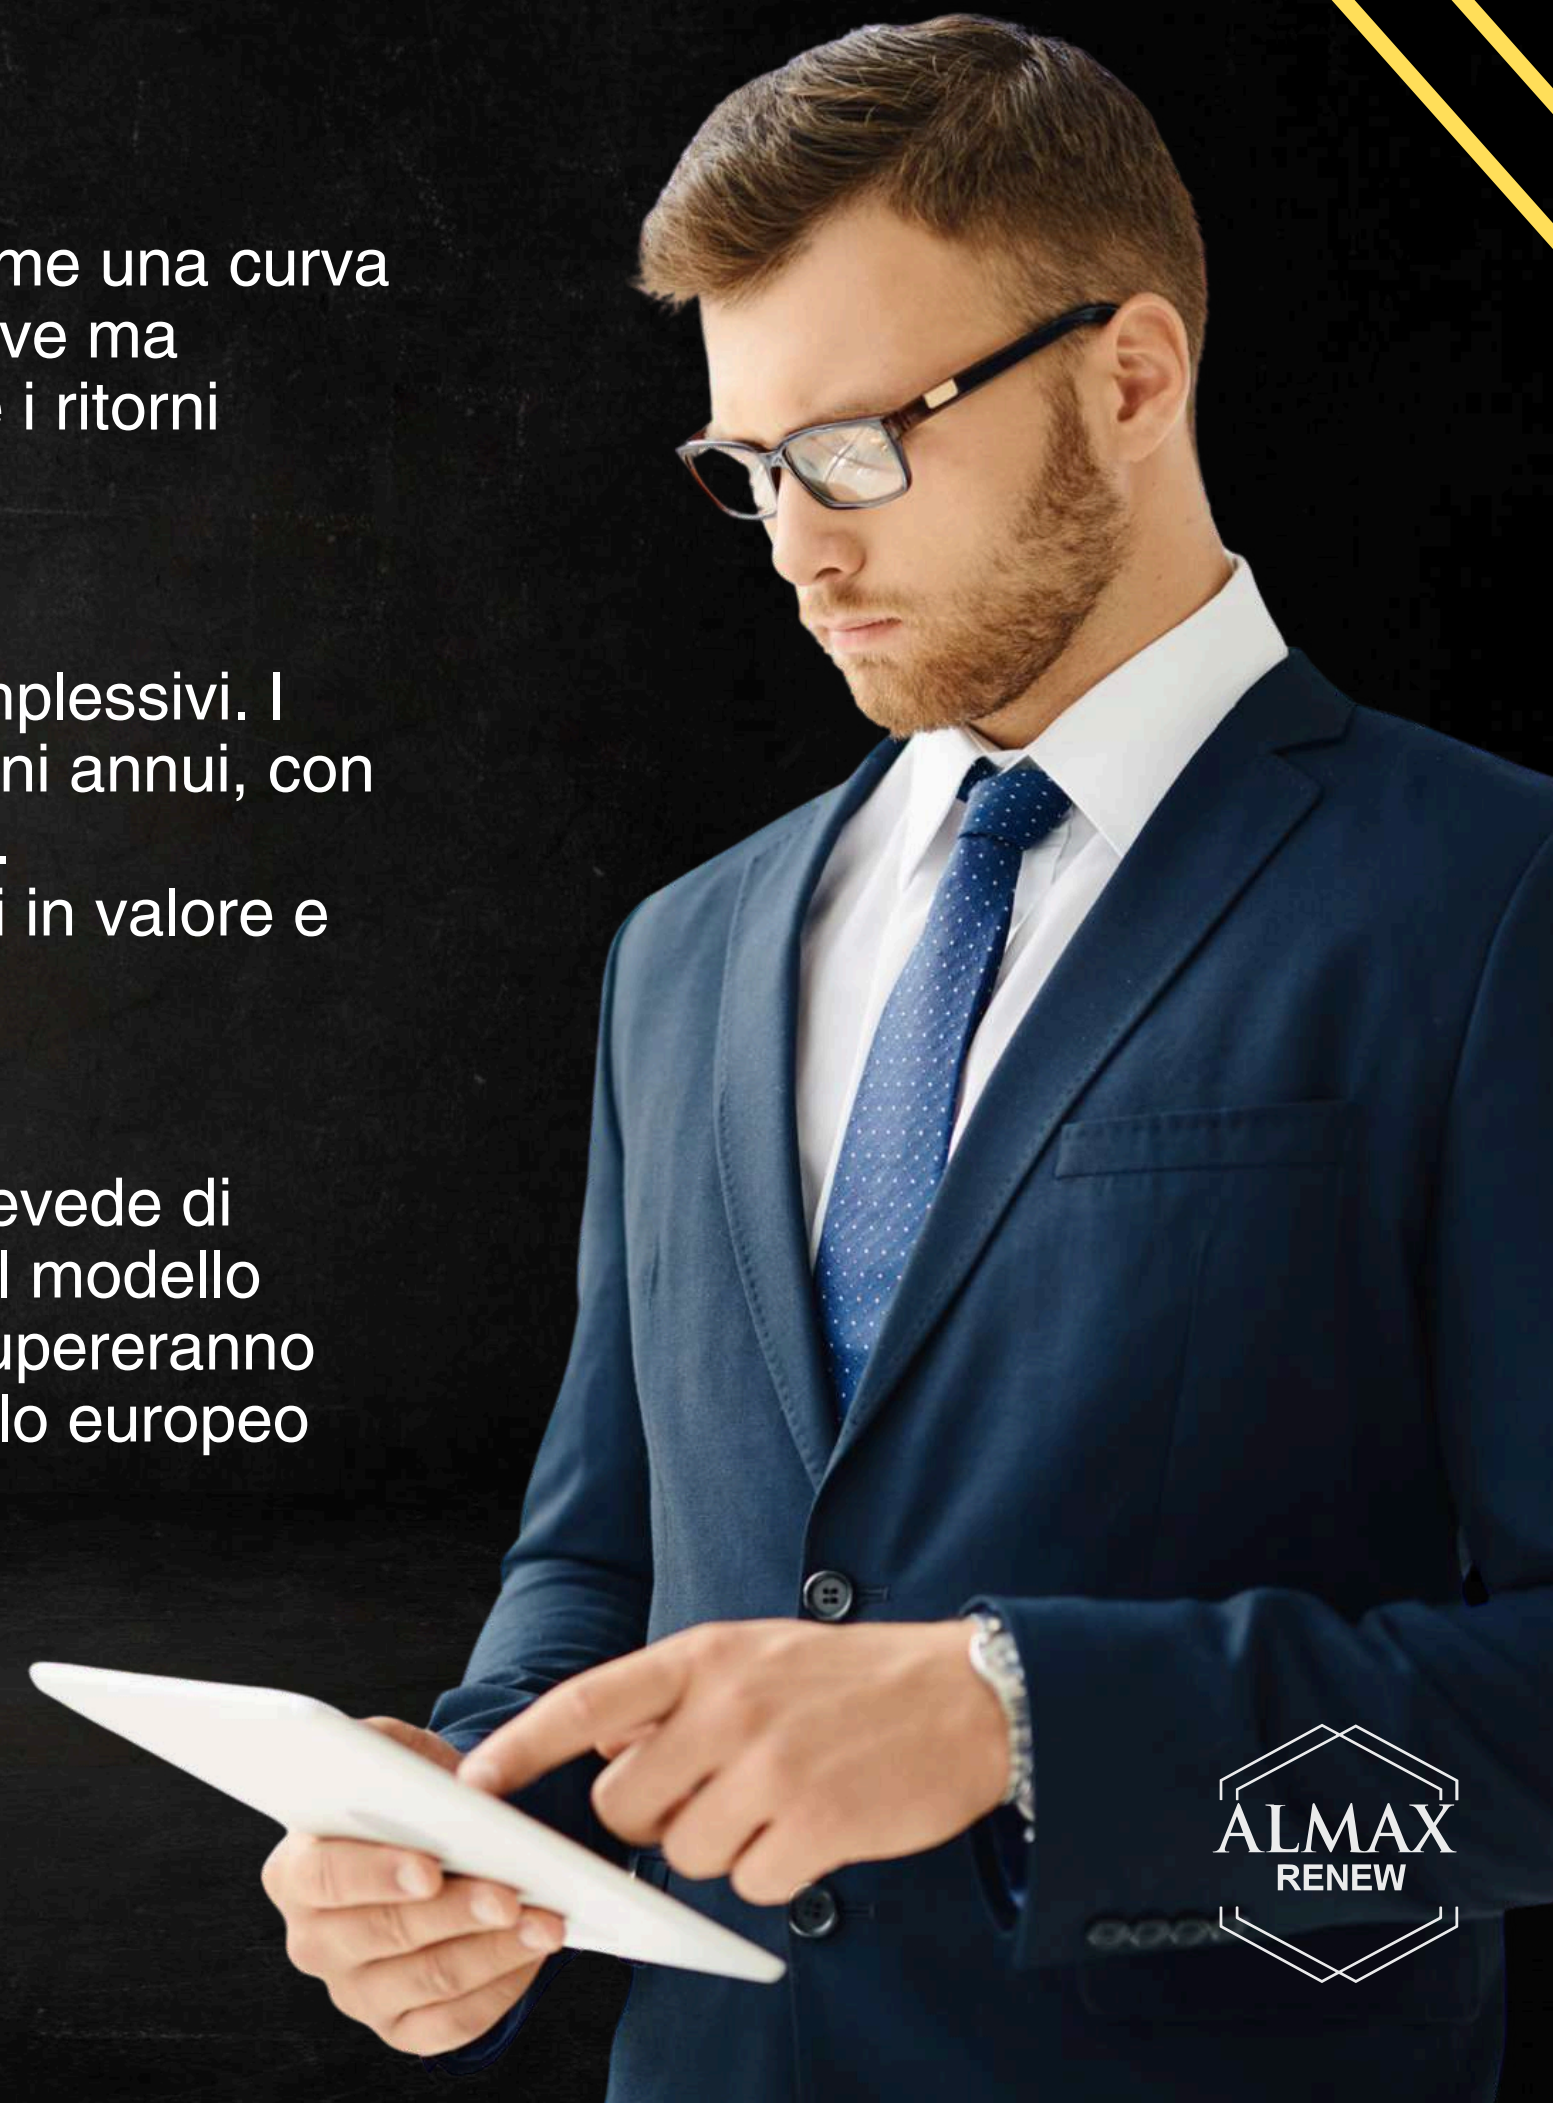 me una curva
ve ma
e i ritorni
nplessivi. I
ni annui, con
.
i in valore e
evede di
l modello
upereranno
lo europeo
ALMAX
RENEW